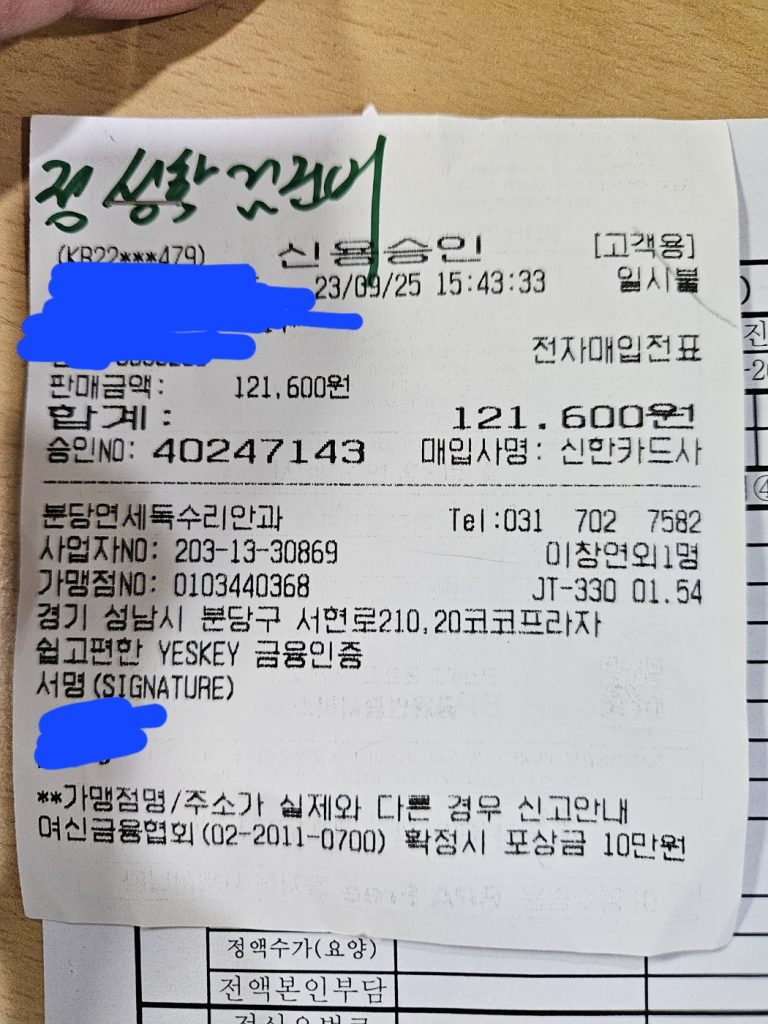 정 성학
(KB22***479) 신용승인 [고객용]
23/09/25 15:43:33 일시불
전자매입전표
판매금액: 121,600원
합계: 121.600원
승인NO: 40247143 매입사명: 신한카드사
분당연세독수리안과 Tel:031 702 7582
사업자NO: 203-13-30869 이창연외1명
가맹점NO: 0103440368 JT-330 01.54
경기 성남시 분당구 서현로210,20코코프라자
쉽고편한 YESKEY 금융인증
서명(SIGNATURE)
**가맹점명/주소가 실제와 다른 경우 신고안내
여신금융협회(02-2011-0700) 확정시 포상금 10만원
진
④
정액수가(요양)
전액본인부담